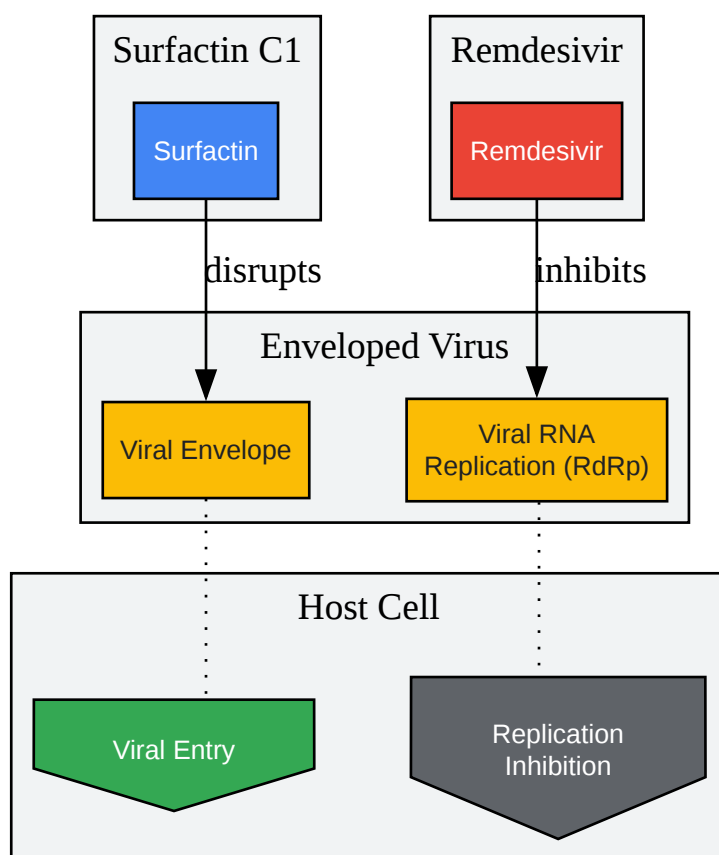 Surfactin C1
Remdesivir
Surfactin
Remdesivir
disrupts
inhibits
Enveloped Virus
Viral Envelope
Viral RNA
Replication (RdRp)
Host Cell
Viral Entry
Replication
Inhibition